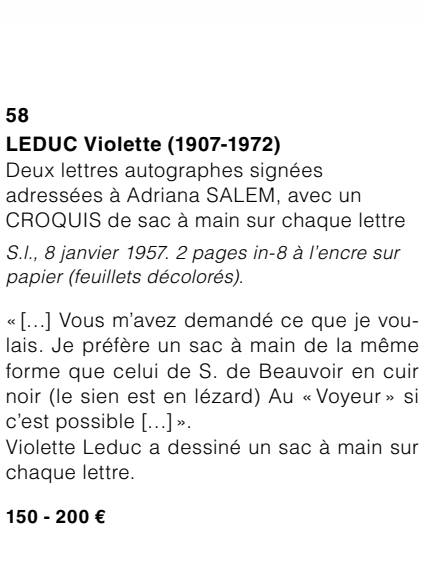 58
LEDUC Violette (1907-1972)
Deux lettres autographes signées
adressées à Adriana SALEM, avec un
CROQUIS de sac à main sur chaque lettre
S.l., 8 janvier 1957. 2 pages in-8 à l'encre sur
papier (feuillets décolorés).
« […] Vous m'avez demandé ce que je vou-
lais. Je préfère un sac à main de la même
forme que celui de S. de Beauvoir en cuir
noir (le sien est en lézard) Au « Voyeur » si
c'est possible […] ».
Violette Leduc a dessiné un sac à main sur
chaque lettre.
150 - 200 €